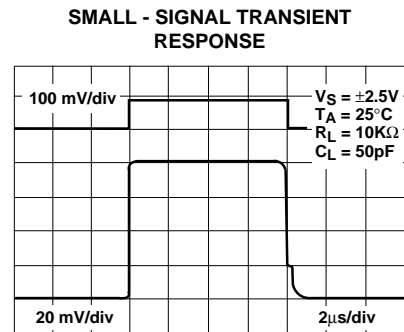 SMALL - SIGNAL TRANSIENT
RESPONSE
100 mV/div
VS = ±2.5V
TA = 25°C
RL = 10KΩ
CL = 50pF
20 mV/div
2µs/div